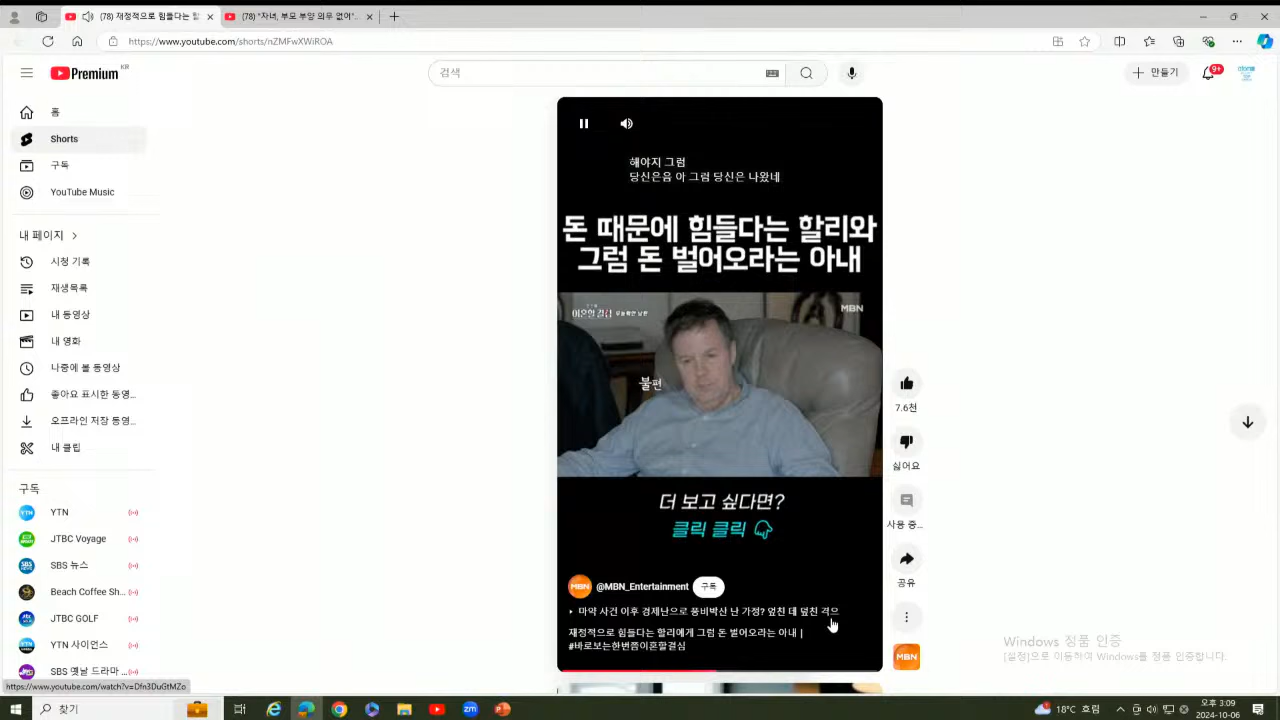 (78) 재정적으로 힘들다는 할
(78) "자녀, 부모 부양 의무 없어"
https://www.youtube.com/shorts/nZMFwXWiROA
Premium KR
검색
만들기
9+
홈
Shorts
구독
YouTube Music
내 페이지
시청 기록
재생목록
내 동영상
내 영화
나중에 볼 동영상
좋아요 표시한 동영...
오프라인 저장 동영...
내 클립
구독
YTN
JTBC Voyage
SBS 뉴스
Beach Coffee Sh...
JTBC GOLF
YTN 사이언스
SBS 옛날 드라마 ...
https://www.youtube.com/watch?v=Dfn3DuGtMZo
해야지 그럼
당신은음 아 그럼 당신은 나왔네
돈 때문에 힘들다는 할리와
그럼 돈 벌어오라는 아내
이혼할결심
MBN
불편
더 보고 싶다면?
클릭 클릭
MBN @MBN_Entertainment 구독
마약 사건 이후 경제난으로 풍비박산 난 가정? 엎친 데 덮친 격으
재정적으로 힘들다는 할리에게 그럼 돈 벌어오라는 아내 |
#바로보는한번쯤이혼할결심
7.6천
싫어요
사용 중...
공유
MBN
Windows 정품 인증
[설정]으로 이동하여 Windows를 정품 인증합니다.
찾기
zm
18°C 흐림
오후 3:09
2024-10-06